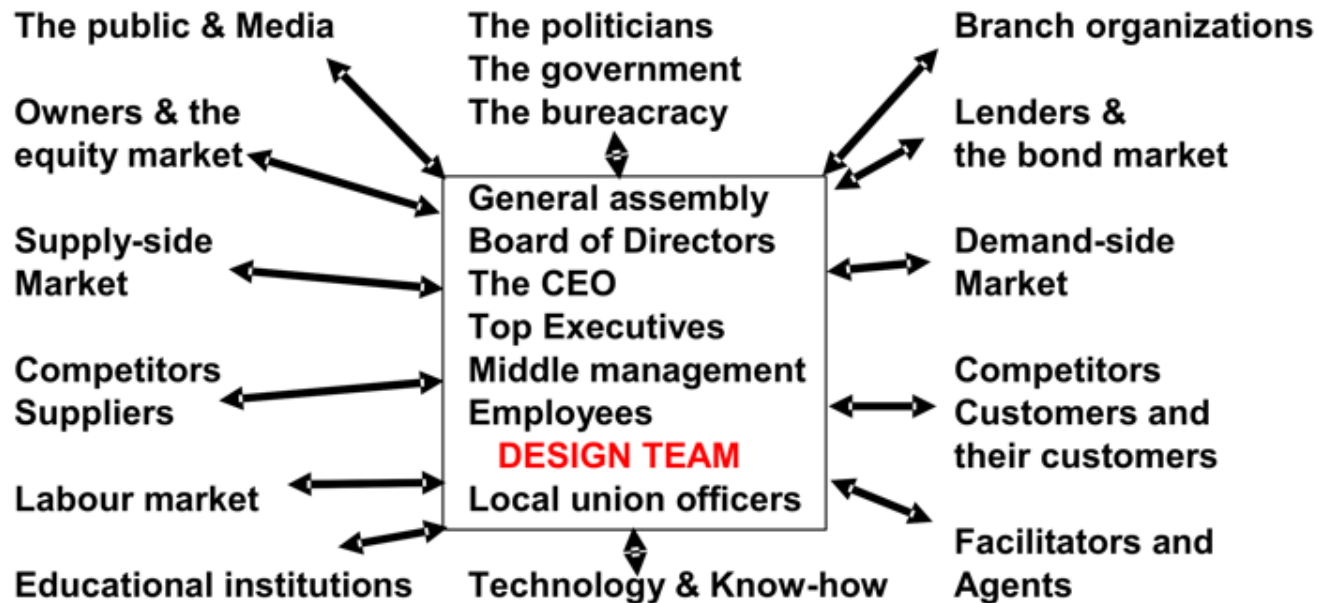 The public & Media
Owners & the
equity market
Supply-side
Market
Competitors
Suppliers
Labour market
Educational institutions
The politicians
The government
The bureacracy
General assembly
Board of Directors
The CEO
Top Executives
Middle management
Employees
DESIGN TEAM
Local union officers
Technology & Know-how
Branch organizations
Lenders &
the bond market
Demand-side
Market
Competitors
Customers and
their customers
Facilitators and
Agents